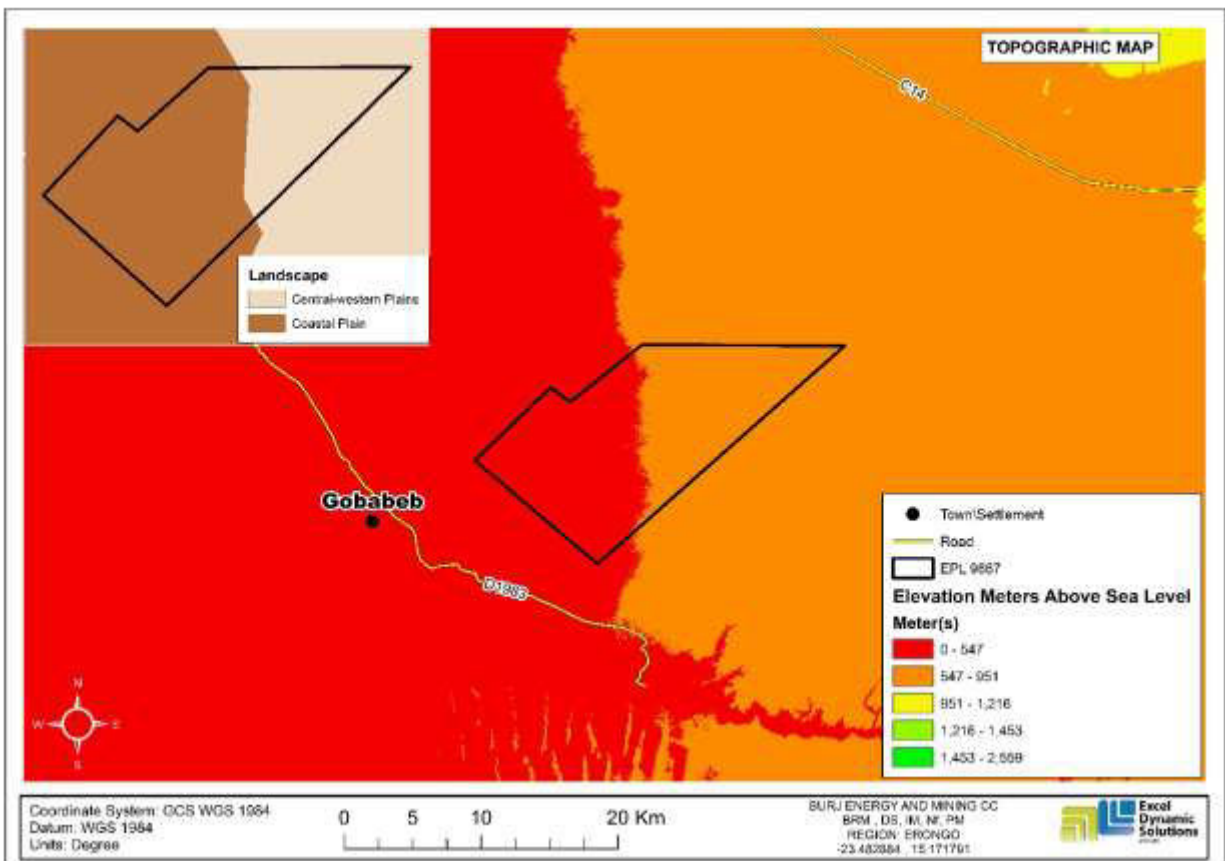 TOPOGRAPHIC MAP
C14
Landscape
Central-western Plains
Coastal Plain
Gobabeb
D1983
Town\Settlement
Road
EPL 9667
Elevation Meters Above Sea Level
Meter(s)
0 - 547
547 - 951
951 - 1,216
1,216 - 1,453
1,453 - 2,559
N
W
S
Coordinate System: GCS WGS 1984
Datum: WGS 1984
Units: Degree
0 5 10 20 Km
BURJ ENERGY AND MINING CC
BRM , DS, IM, Nf, PM
REGION: ERONGO
-23.482884 , 15.171791
Excel
Dynamic
Solutions